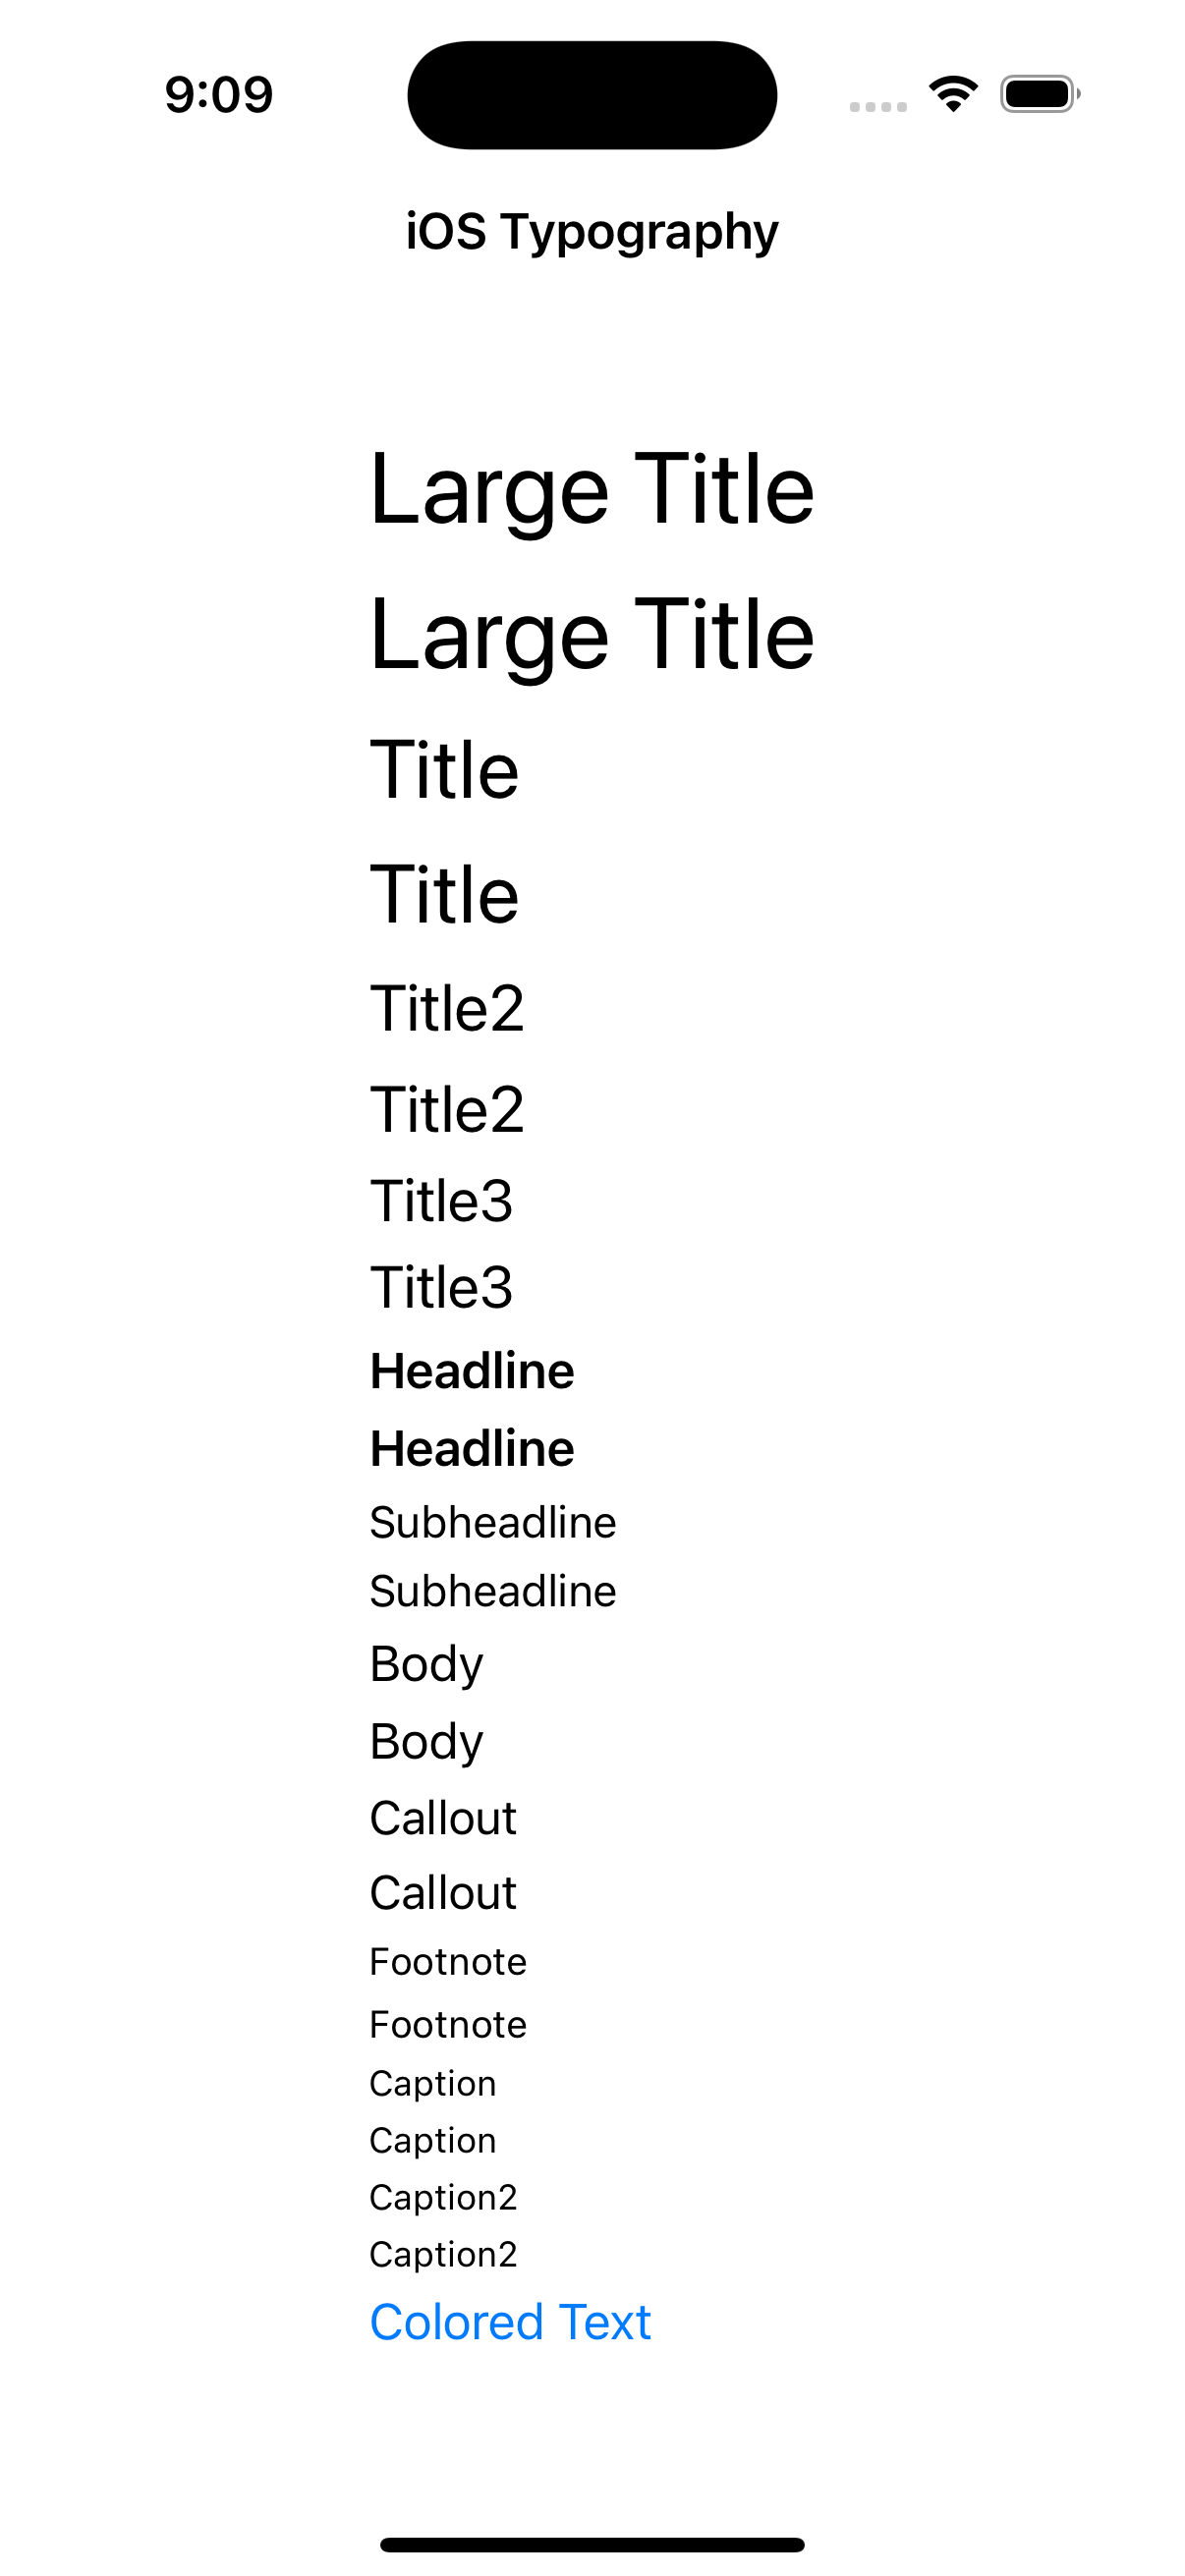 9:09
iOS Typography
Large Title
Large Title
Title
Title
Title2
Title2
Title3
Title3
Headline
Headline
Subheadline
Subheadline
Body
Body
Callout
Callout
Footnote
Footnote
Caption
Caption
Caption2
Caption2
Colored Text